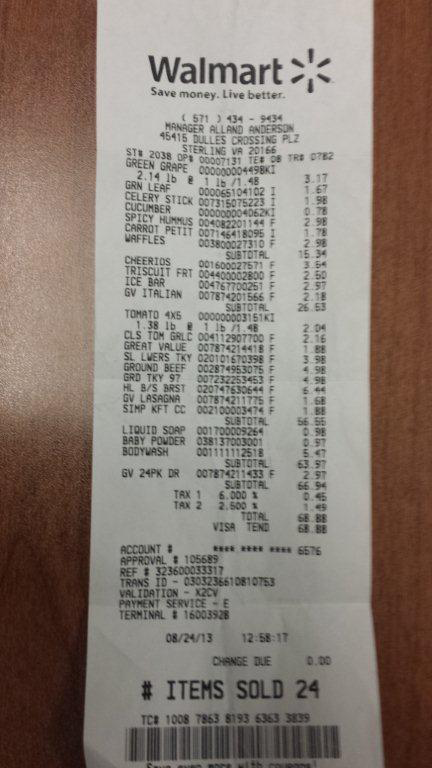 Walmart
Save money. Live better.
( 571 ) 434 - 9434
MANAGER ALLAND ANDERSON
45415 DULLES CROSSING PLZ
STERLING VA 20166
ST# 2038 OP# 00007131 TE# 08 TR# 0782
GREEN GRAPE 000000004498KI
2.14 lb @ 1 lb /1.48 3.17
GRN LEAF 000065104102 I 1.67
CELERY STICK 007315075223 I 1.98
CUCUMBER 000000004062KI 0.78
SPICY HUMMUS 004082201144 F 2.98
CARROT PETIT 007146418095 I 1.78
WAFFLES 003800027310 F 2.98
SUBTOTAL 15.34
CHEERIOS 001600027571 F 3.54
TRISCUIT FRT 004400002800 F 2.50
ICE BAR 004767700251 F 2.97
GV ITALIAN 007874201566 F 2.18
SUBTOTAL 26.53
TOMATO 4X5 000000003151KI
1.38 lb @ 1 lb /1.48 2.04
CLS TOM GRLC 004112907700 F 2.16
GREAT VALUE 007874214418 F 1.88
SL LWERS TKY 020101670398 F 3.98
GROUND BEEF 002874963075 F 4.98
GRD TKY 97 007232253453 F 4.98
HL B/S BRST 020747630644 F 6.44
GV LASAGNA 007874211775 F 1.68
SIMP KFT CC 002100003474 F 1.88
SUBTOTAL 56.55
LIQUID SOAP 001700009264 0.98
BABY POWDER 038137003001 0.97
BODYWASH 001111112518 5.47
SUBTOTAL 63.97
GV 24PK DR 007874211433 F 2.97
SUBTOTAL 66.94
TAX 1 6.000 % 0.45
TAX 2 2.500 % 1.49
TOTAL 68.88
VISA TEND 68.88
ACCOUNT # **** **** **** 6576
APPROVAL # 105689
REF # 323600033317
TRANS ID - 0303236610810753
VALIDATION - X2CV
PAYMENT SERVICE - E
TERMINAL # 16003928
08/24/13 12:58:17
CHANGE DUE 0.00
# ITEMS SOLD 24
TC# 1008 7863 8193 6363 3839
Save even more with coupons!